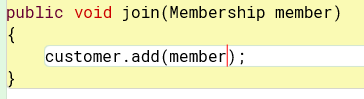 public void join(Membership member)
{
customer.add(member);
}